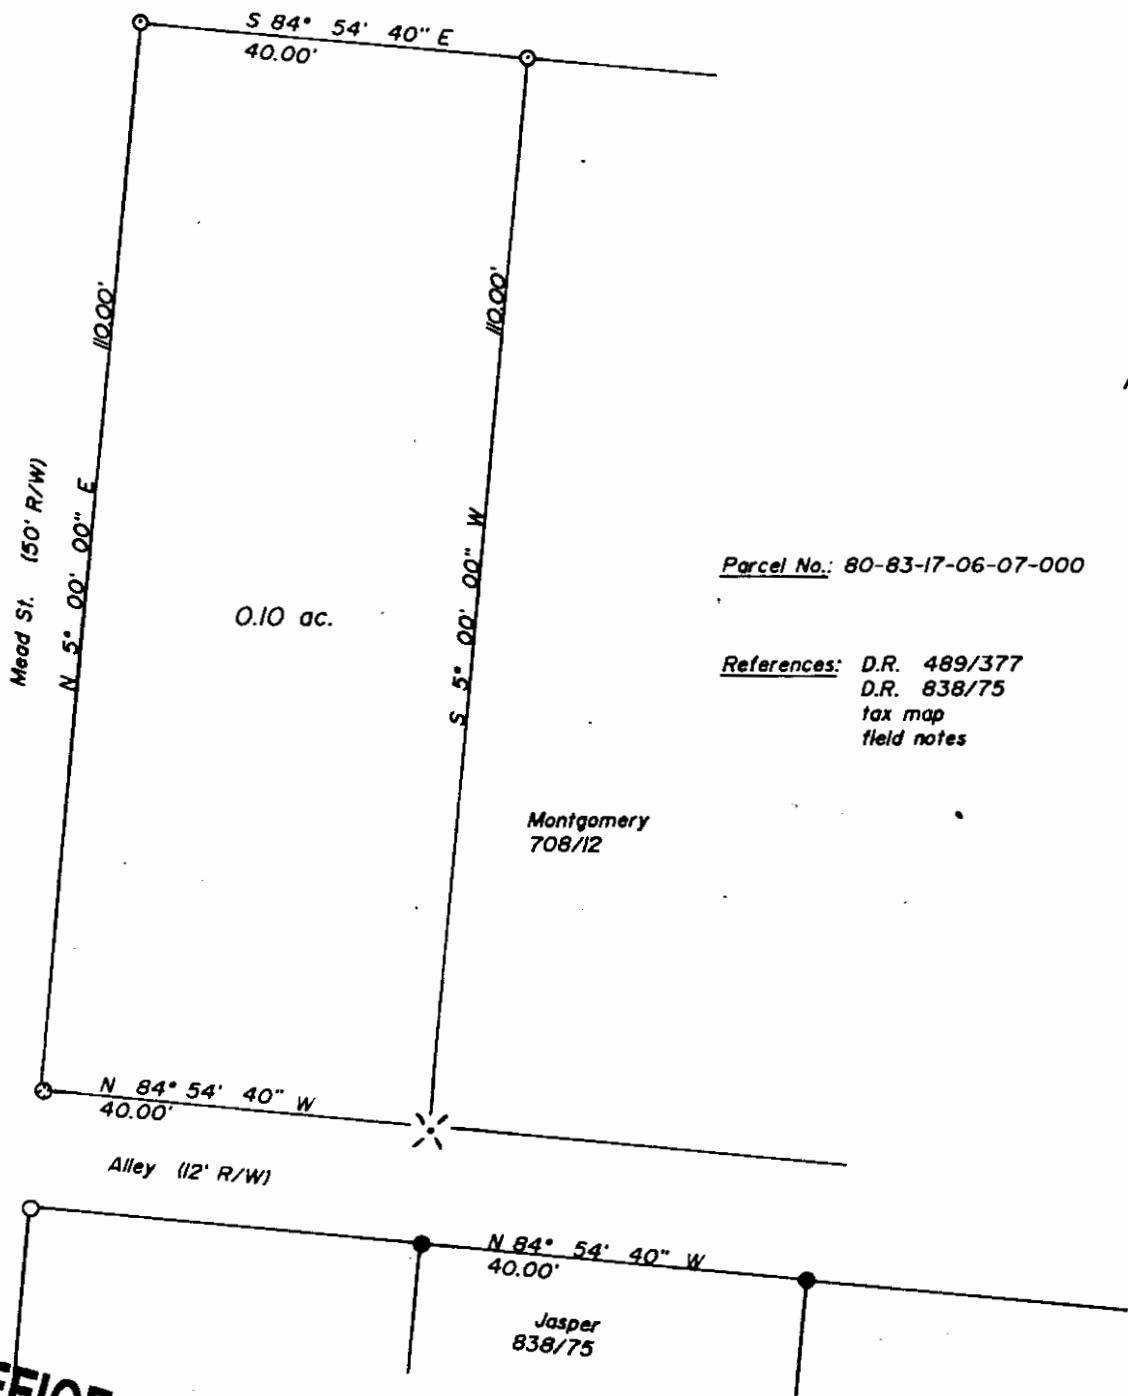 S 84° 54' 40" E
40.00'
110.00'
110.00'
Mead St. (50' R/W)
N 5° 00' 00" E
S 5° 00' 00" W
0.10 ac.
Parcel No.: 80-83-17-06-07-000
References: D.R. 489/377
D.R. 838/75
tax map
field notes
Montgomery
708/12
N 84° 54' 40" W
40.00'
Alley (12' R/W)
N 84° 54' 40" W
40.00'
Jasper
838/75